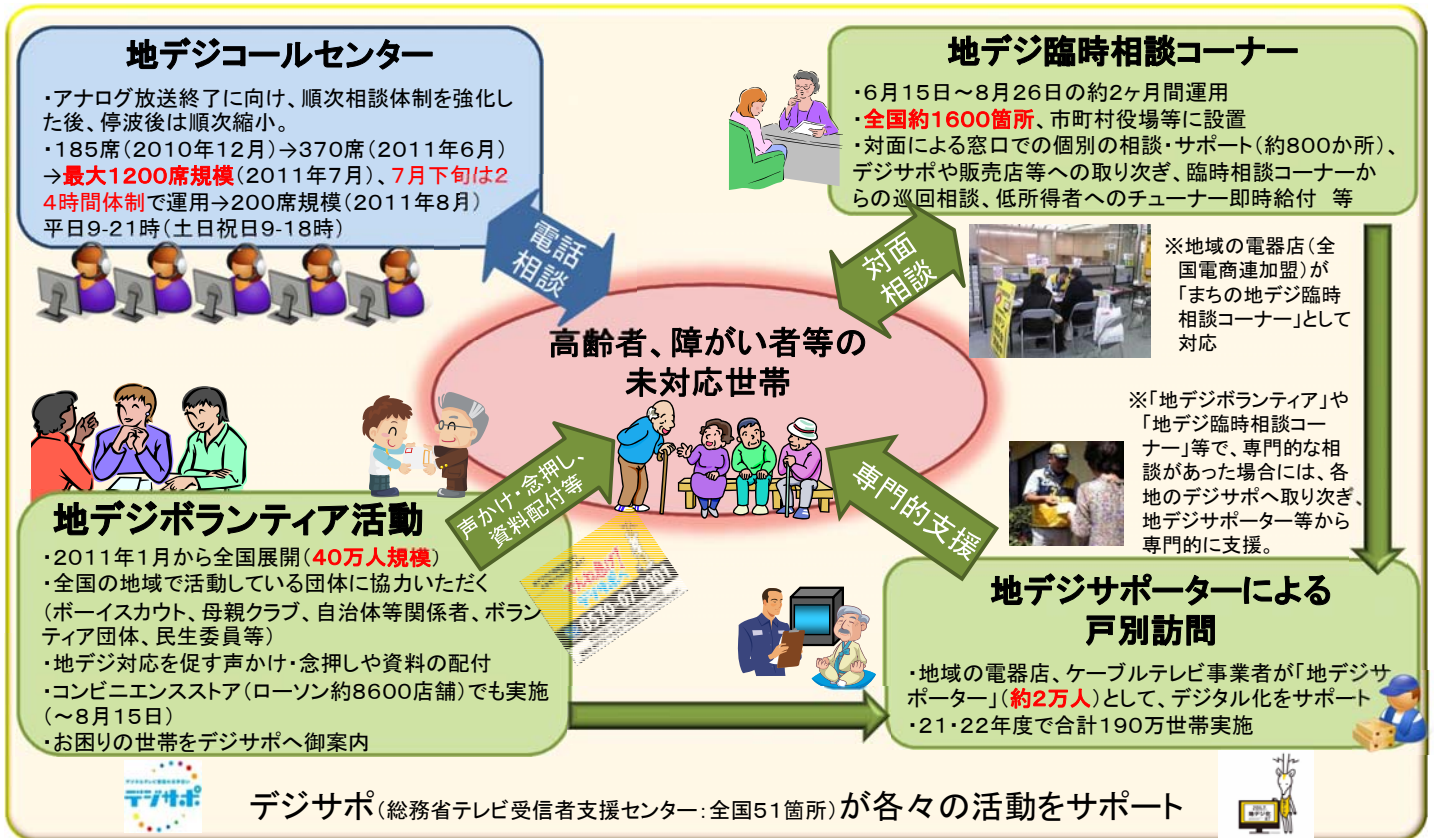 地デジコールセンター
・アナログ放送終了に向け、順次相談体制を強化し
た後、停波後は順次縮小。
・185席(2010年12月)→370席(2011年6月)
→最大1200席規模(2011年7月)、7月下旬は2
4時間体制で運用→200席規模(2011年8月)
平日9-21時(土日祝日9-18時)
地デジ臨時相談コーナー
・6月15日～8月26日の約2ヶ月間運用
・全国約1600箇所、市町村役場等に設置
・対面による窓口での個別の相談・サポート(約800か所)、
デジサポや販売店等への取り次ぎ、臨時相談コーナーか
らの巡回相談、低所得者へのチューナー即時給付　等
電話
相談
対面
相談
※地域の電器店(全
国電商連加盟)が
「まちの地デジ臨時
相談コーナー」として
対応
高齢者、障がい者等の
未対応世帯
※「地デジボランティア」や
「地デジ臨時相談コー
ナー」等で、専門的な相
談があった場合には、各
地のデジサポへ取り次ぎ、
地デジサポーター等から
専門的に支援。
声かけ・念押し、
資料配付等
専門的支援
地デジボランティア活動
・2011年1月から全国展開(40万人規模)
・全国の地域で活動している団体に協力いただく
(ボーイスカウト、母親クラブ、自治体等関係者、ボラン
ティア団体、民生委員等)
・地デジ対応を促す声かけ・念押しや資料の配付
・コンビニエンスストア(ローソン約8600店舗)でも実施
(～8月15日)
・お困りの世帯をデジサポへ御案内
地デジサポーターによる
戸別訪問
・地域の電器店、ケーブルテレビ事業者が「地デジサ
ポーター」(約2万人)として、デジタル化をサポート
・21・22年度で合計190万世帯実施
デジサポ
デジサポ(総務省テレビ受信者支援センター:全国51箇所)が各々の活動をサポート